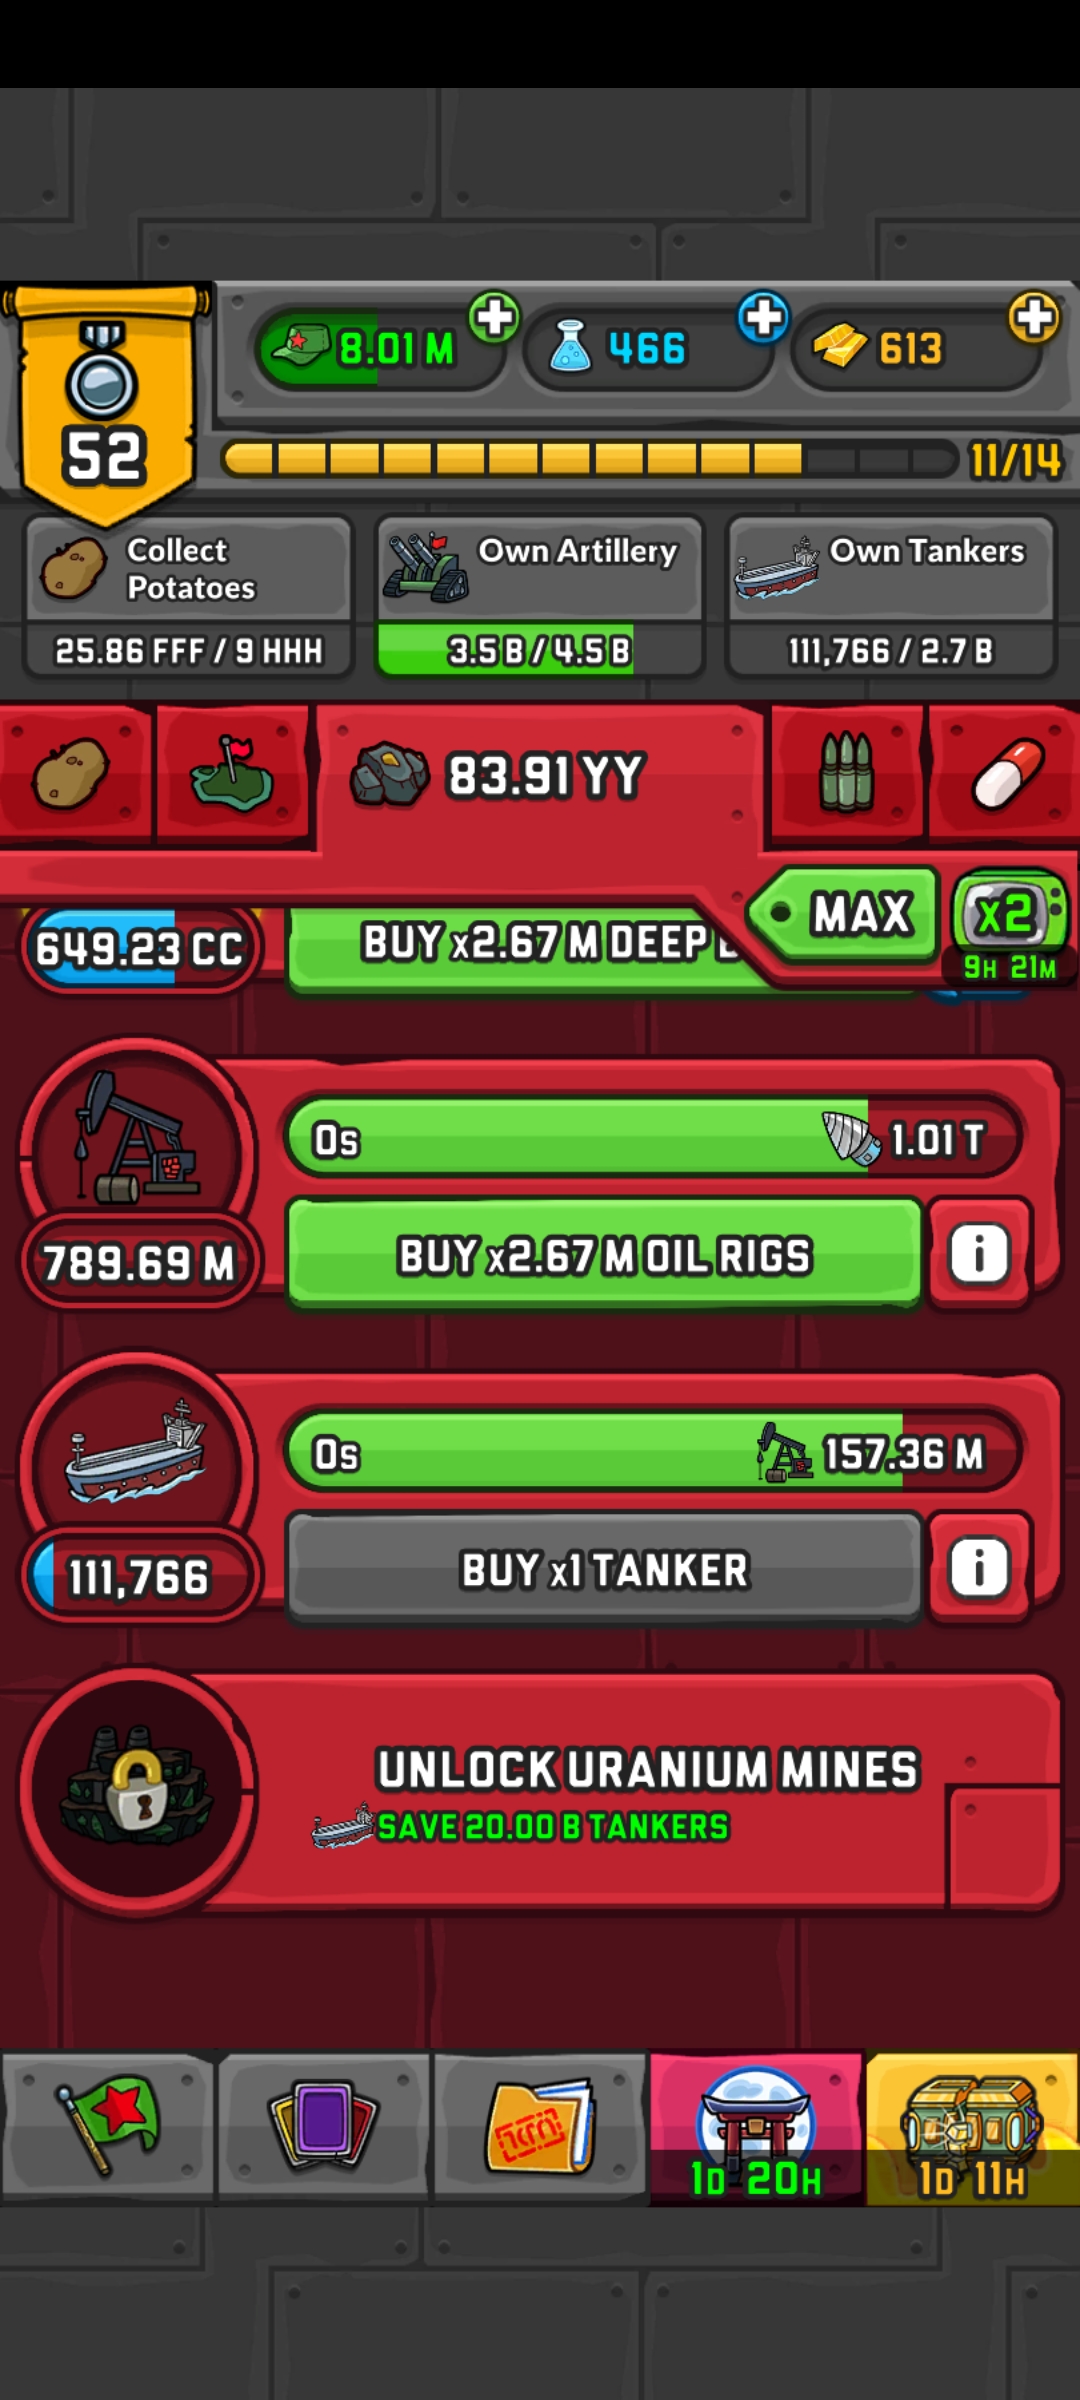 8.01 M
466
613
52
11/14
Collect
Potatoes
25.86 FFF / 9 HHH
Own Artillery
3.5 B / 4.5 B
Own Tankers
111,766 / 2.7 B
83.91 YY
MAX
x2
9H 21M
649.23 CC
BUY x2.67 M DEEP
0s
1.01 T
789.69 M
BUY x2.67 M OIL RIGS
i
0s
157.36 M
111,766
BUY x1 TANKER
i
UNLOCK URANIUM MINES
SAVE 20.00 B TANKERS
1D 20H
1D 11H